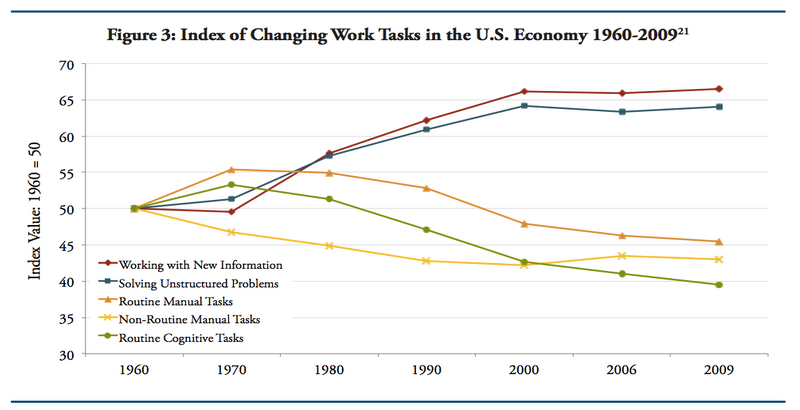 Figure 3: Index of Changing Work Tasks in the U.S. Economy 1960-2009²¹
Index Value: 1960 = 50
70
65
60
55
50
45
40
35
30
Working with New Information
Solving Unstructured Problems
Routine Manual Tasks
Non-Routine Manual Tasks
Routine Cognitive Tasks
1960 1970 1980 1990 2000 2006 2009